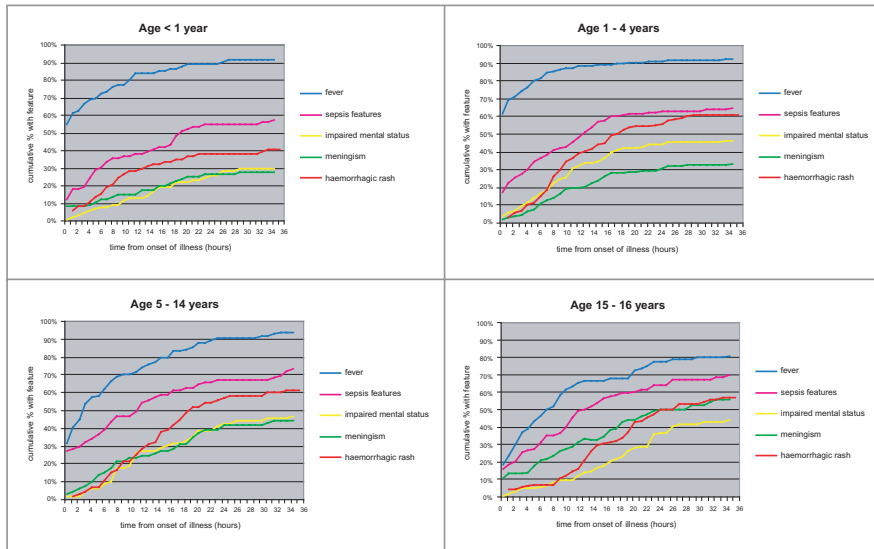 Age < 1 year
100%
90%
80%
70%
60%
50%
40%
30%
20%
10%
0%
cumulative % with feature
0 2 4 6 8 10 12 14 16 18 20 22 24 26 28 30 32 34 36
time from onset of illness (hours)
fever
sepsis features
impaired mental status
meningism
haemorrhagic rash
Age 1 - 4 years
100%
90%
80%
70%
60%
50%
40%
30%
20%
10%
0%
cumulative % with feature
0 2 4 6 8 10 12 14 16 18 20 22 24 26 28 30 32 34 36
time from onset of illness (hours)
fever
sepsis features
impaired mental status
meningism
haemorrhagic rash
Age 5 - 14 years
100%
90%
80%
70%
60%
50%
40%
30%
20%
10%
0%
cumulative % with feature
0 2 4 6 8 10 12 14 16 18 20 22 24 26 28 30 32 34 36
time from onset of illness (hours)
fever
sepsis features
impaired mental status
meningism
haemorrhagic rash
Age 15 - 16 years
100%
90%
80%
70%
60%
50%
40%
30%
20%
10%
0%
cumulative % with feature
0 2 4 6 8 10 12 14 16 18 20 22 24 26 28 30 32 34 36
time from onset of illness (hours)
fever
sepsis features
impaired mental status
meningism
haemorrhagic rash